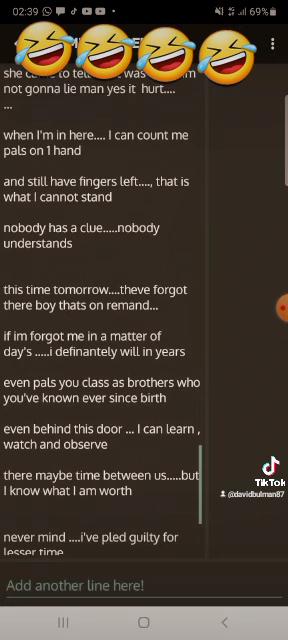 02:39
69%
not gonna lie man yes it hurt....
...
when I'm in here.... I can count me
pals on 1 hand
and still have fingers left...., that is
what I cannot stand
nobody has a clue.....nobody
understands
this time tomorrow....theve forgot
there boy thats on remand...
if im forgot me in a matter of
day's .....i definantely will in years
even pals you class as brothers who
you've known ever since birth
even behind this door ... I can learn ,
watch and observe
there maybe time between us.....but
I know what I am worth
never mind ....i've pled guilty for
lesser time
TikTok
@davidbulman87
Add another line here!